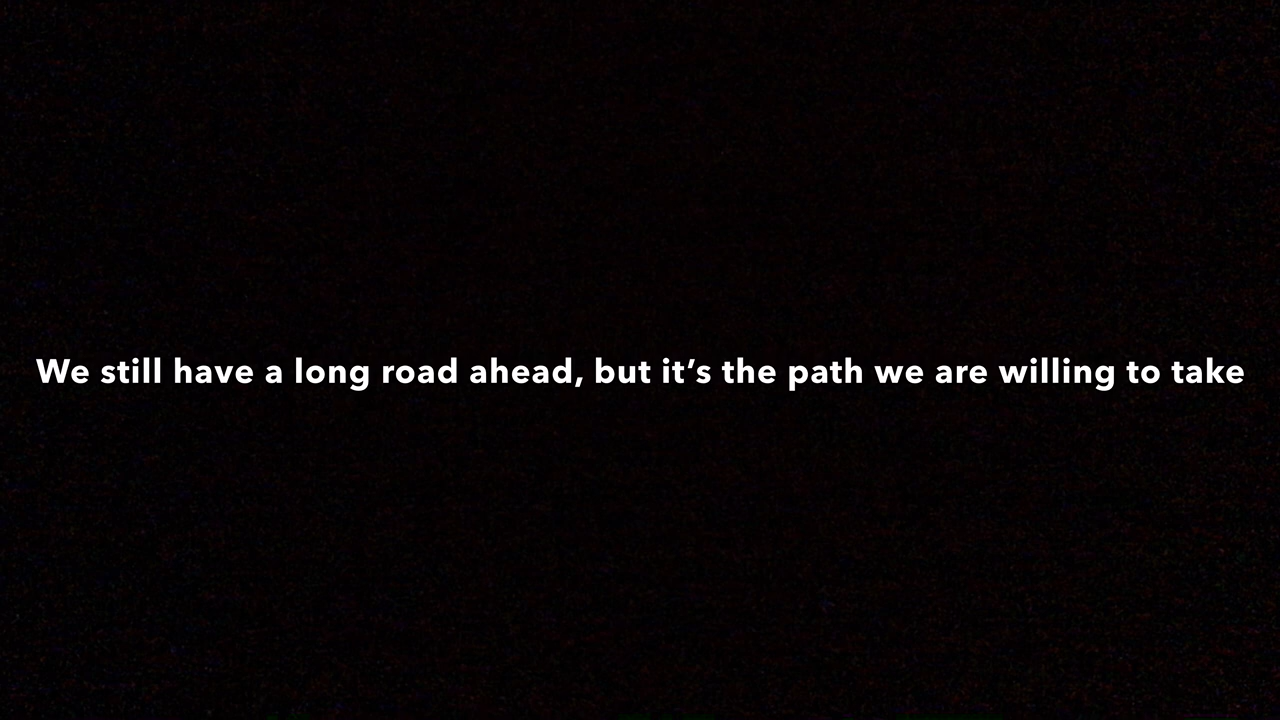 We still have a long road ahead, but it’s the path we are willing to take